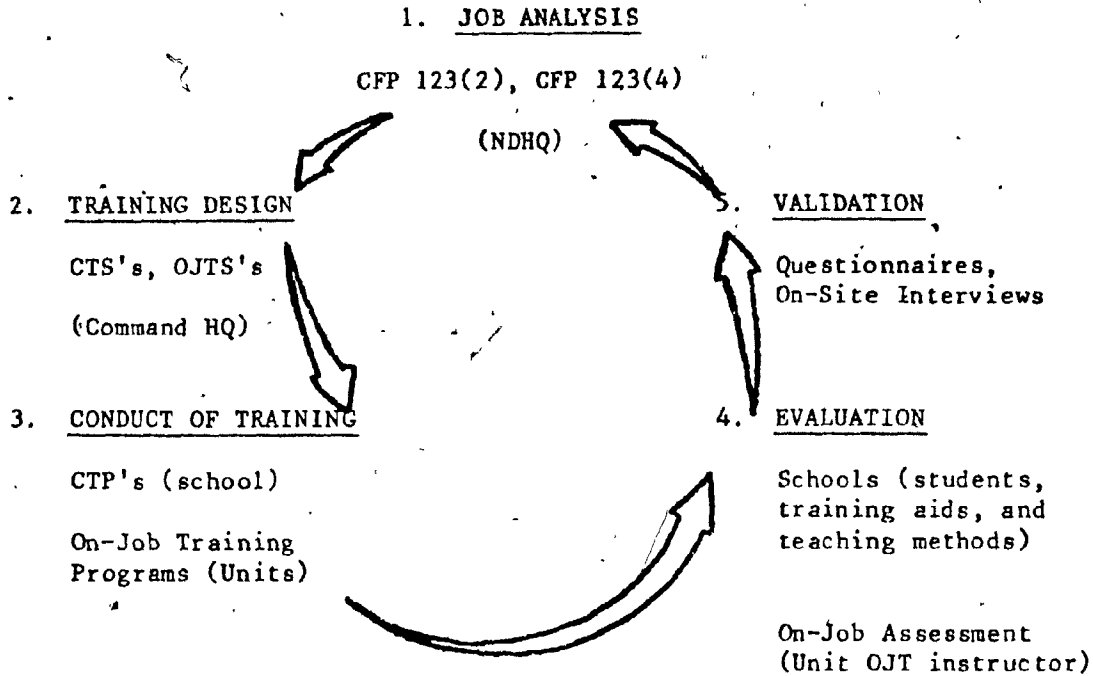 1. JOB ANALYSIS
CFP 123(2), CFP 123(4)
(NDHQ)
2. TRAINING DESIGN
CTS's, OJTS's
(Command HQ)
3. CONDUCT OF TRAINING
CTP's (school)
On-Job Training
Programs (Units)
4. EVALUATION
Schools (students,
training aids, and
teaching methods)
On-Job Assessment
(Unit OJT instructor)
5. VALIDATION
Questionnaires,
On-Site Interviews